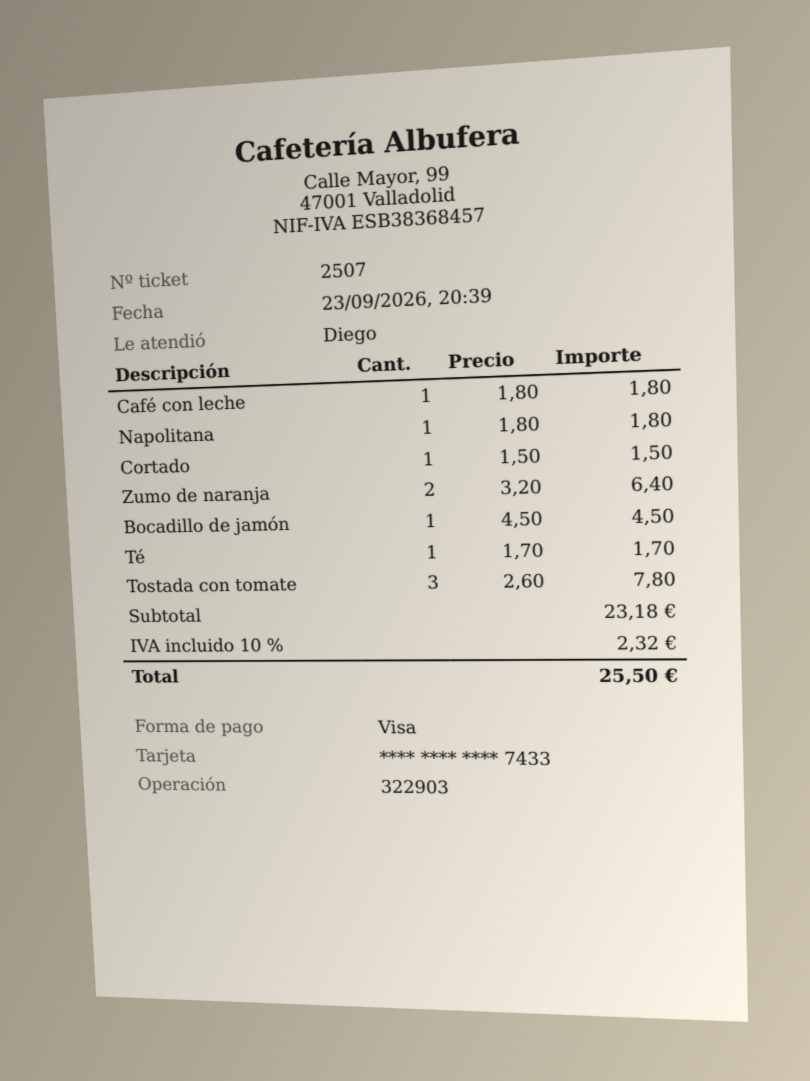 Cafetería Albufera
Calle Mayor, 99
47001 Valladolid
NIF-IVA ESB38368457
Nº ticket 2507
Fecha 23/09/2026, 20:39
Le atendió Diego
Descripción Cant. Precio Importe
Café con leche 1 1,80 1,80
Napolitana 1 1,80 1,80
Cortado 1 1,50 1,50
Zumo de naranja 2 3,20 6,40
Bocadillo de jamón 1 4,50 4,50
Té 1 1,70 1,70
Tostada con tomate 3 2,60 7,80
Subtotal 23,18 €
IVA incluido 10 % 2,32 €
Total 25,50 €
Forma de pago Visa
Tarjeta **** **** **** 7433
Operación 322903